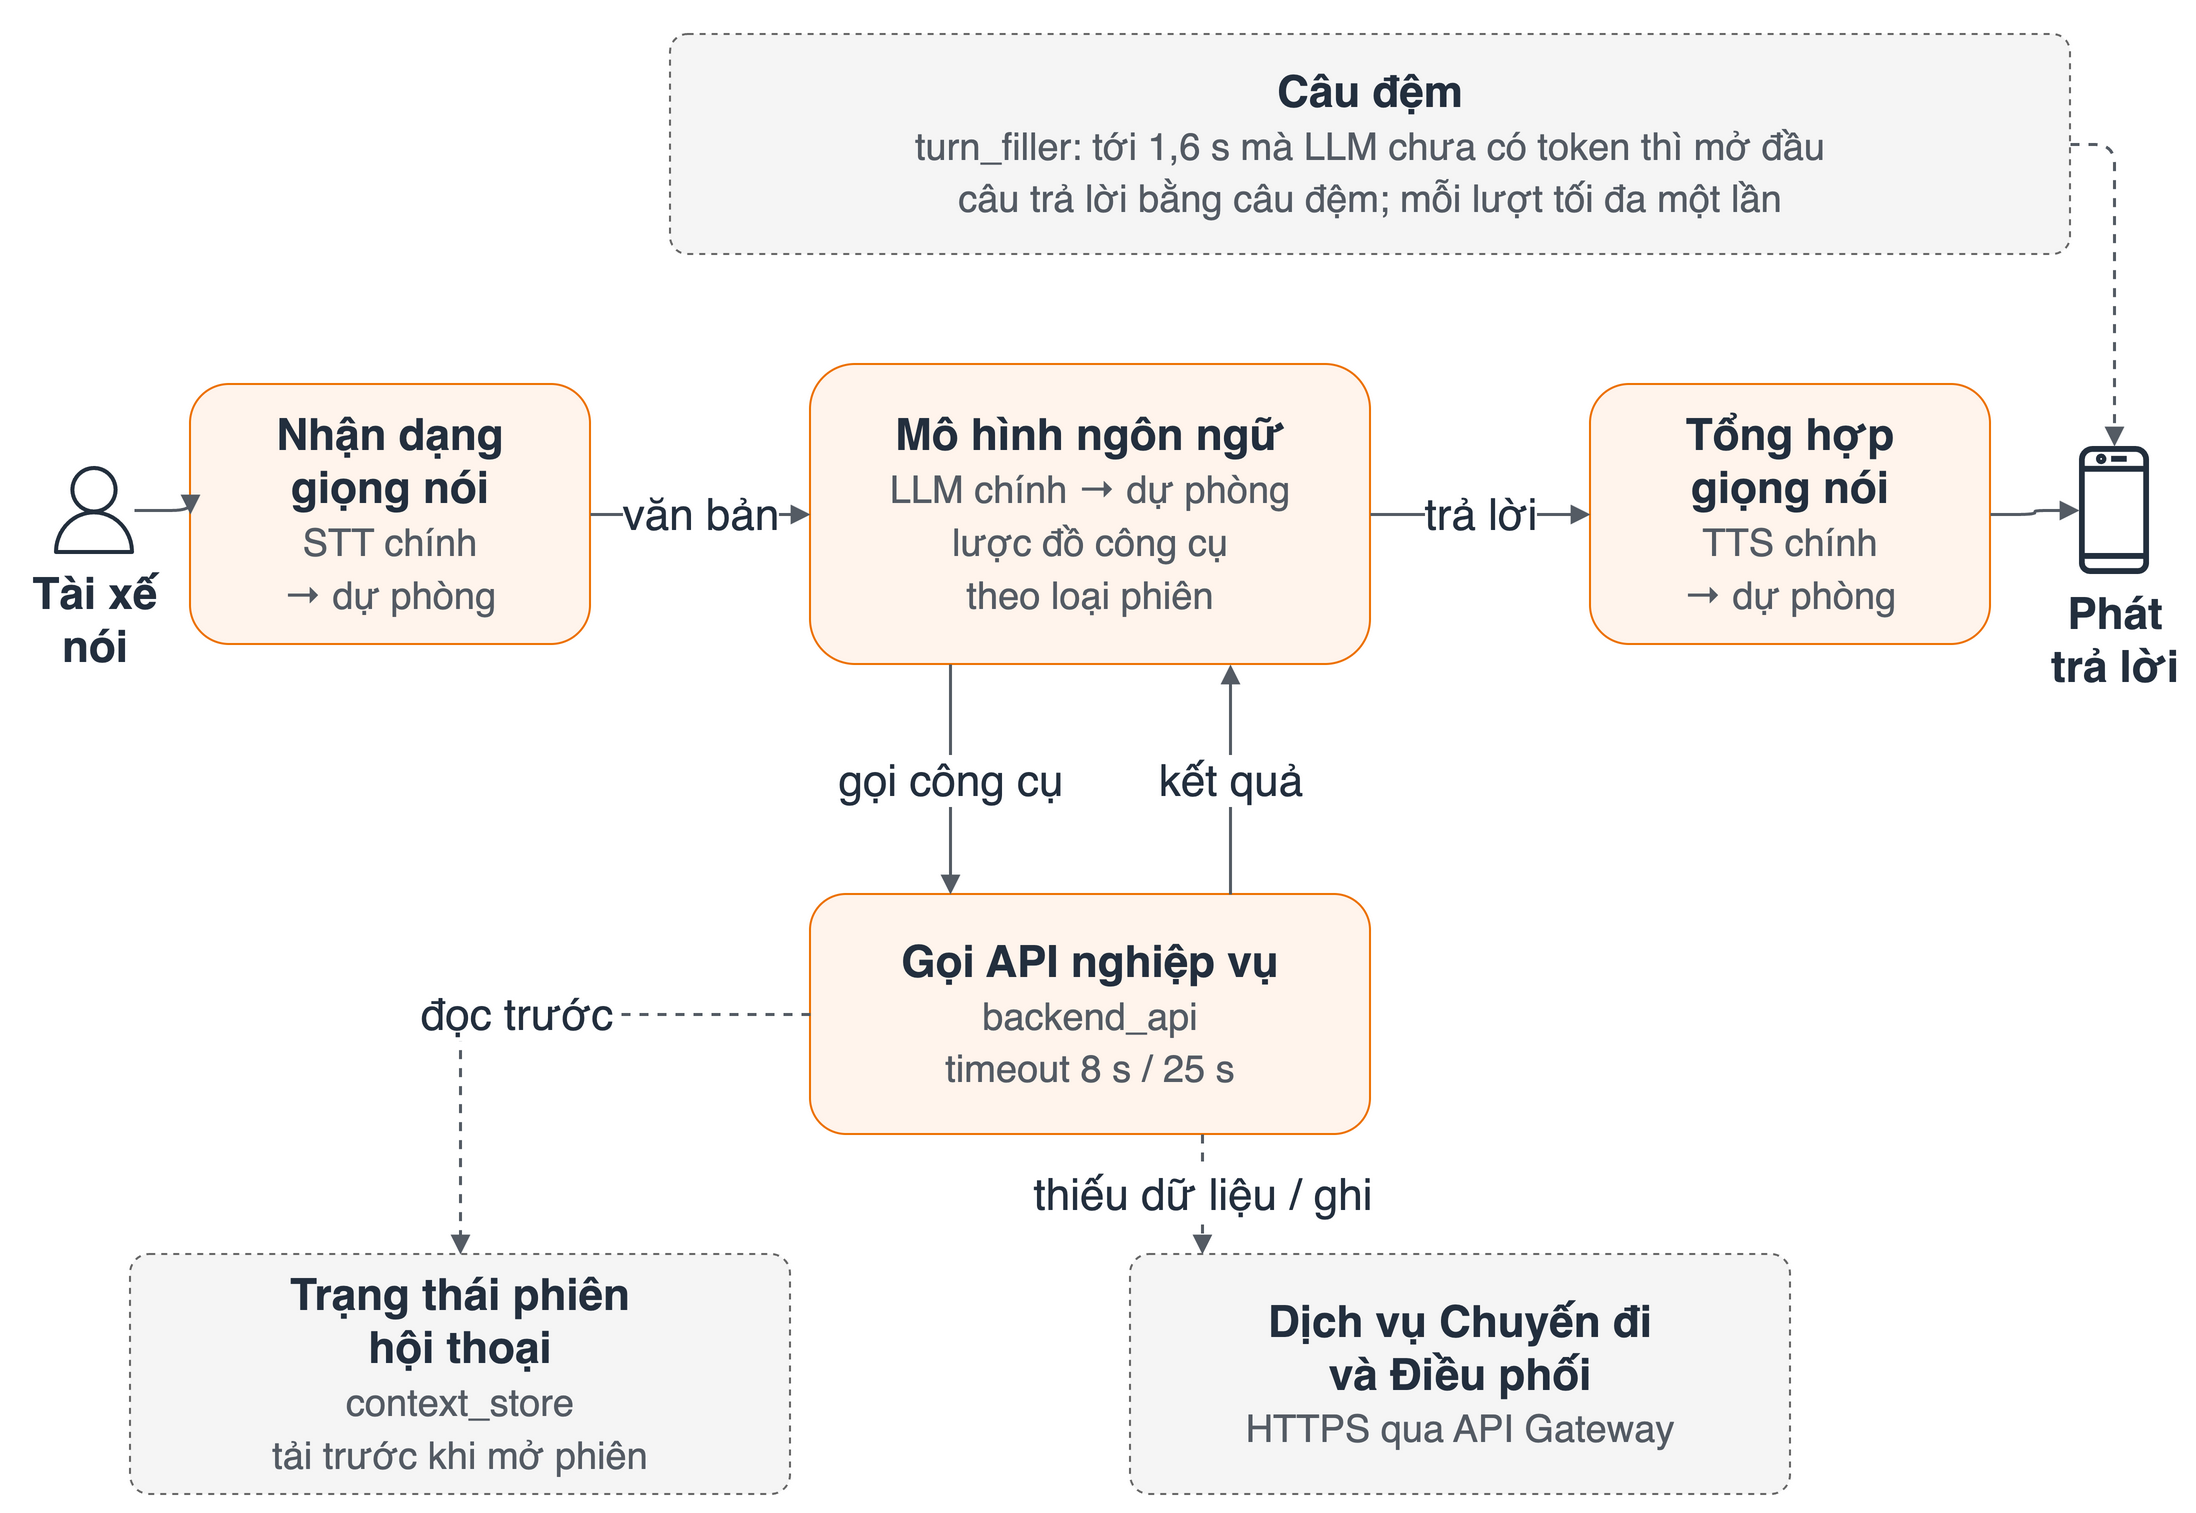 Câu đệm
turn_filler: tới 1,6 s mà LLM chưa có token thì mở đầu
câu trả lời bằng câu đệm; mỗi lượt tối đa một lần
Tài xế
nói
Nhận dạng
giọng nói
STT chính
→ dự phòng
văn bản
Mô hình ngôn ngữ
LLM chính → dự phòng
lược đồ công cụ
theo loại phiên
trả lời
Tổng hợp
giọng nói
TTS chính
→ dự phòng
Phát
trả lời
gọi công cụ
kết quả
Gọi API nghiệp vụ
backend_api
timeout 8 s / 25 s
đọc trước
thiếu dữ liệu / ghi
Trạng thái phiên
hội thoại
context_store
tải trước khi mở phiên
Dịch vụ Chuyến đi
và Điều phối
HTTPS qua API Gateway